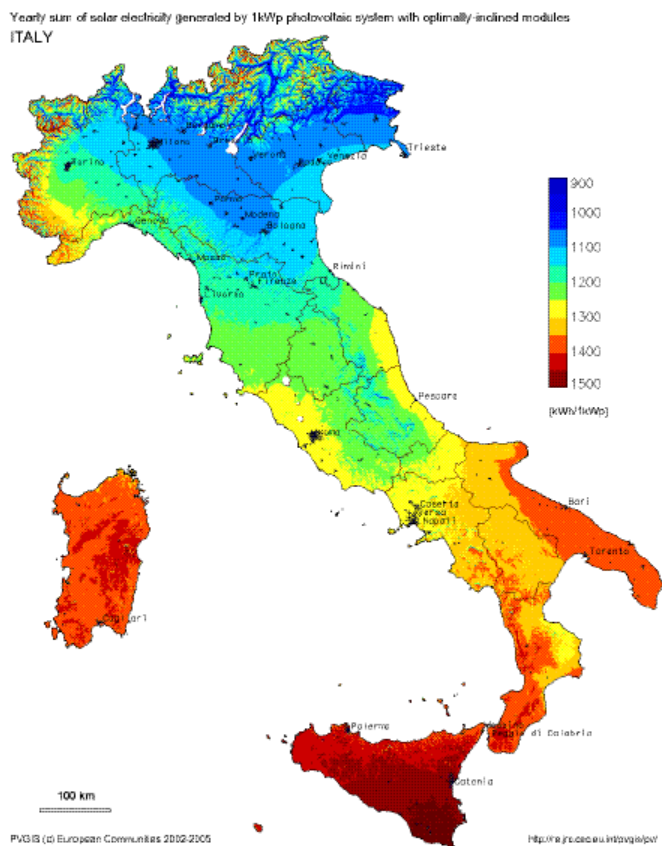 Yearly sum of solar electricity generated by 1kWp photovoltaic system with optimally-inclined modules
ITALY
Trieste
Milano
Verona
Venezia
Torino
Parma
Modena
Genova
Bologna
Massa
Rimini
Prato
Firenze
Livorno
900
1000
1100
1200
1300
1400
1500
[kWh/1kWp]
Pescara
Roma
Caserta
Napoli
Bari
Taranto
Cagliari
Palermo
Messina
Reggio di Calabria
Catania
100 km
PVGIS (c) European Communities 2002-2005
http://re.jrc.cec.eu.int/pvgis/pv/